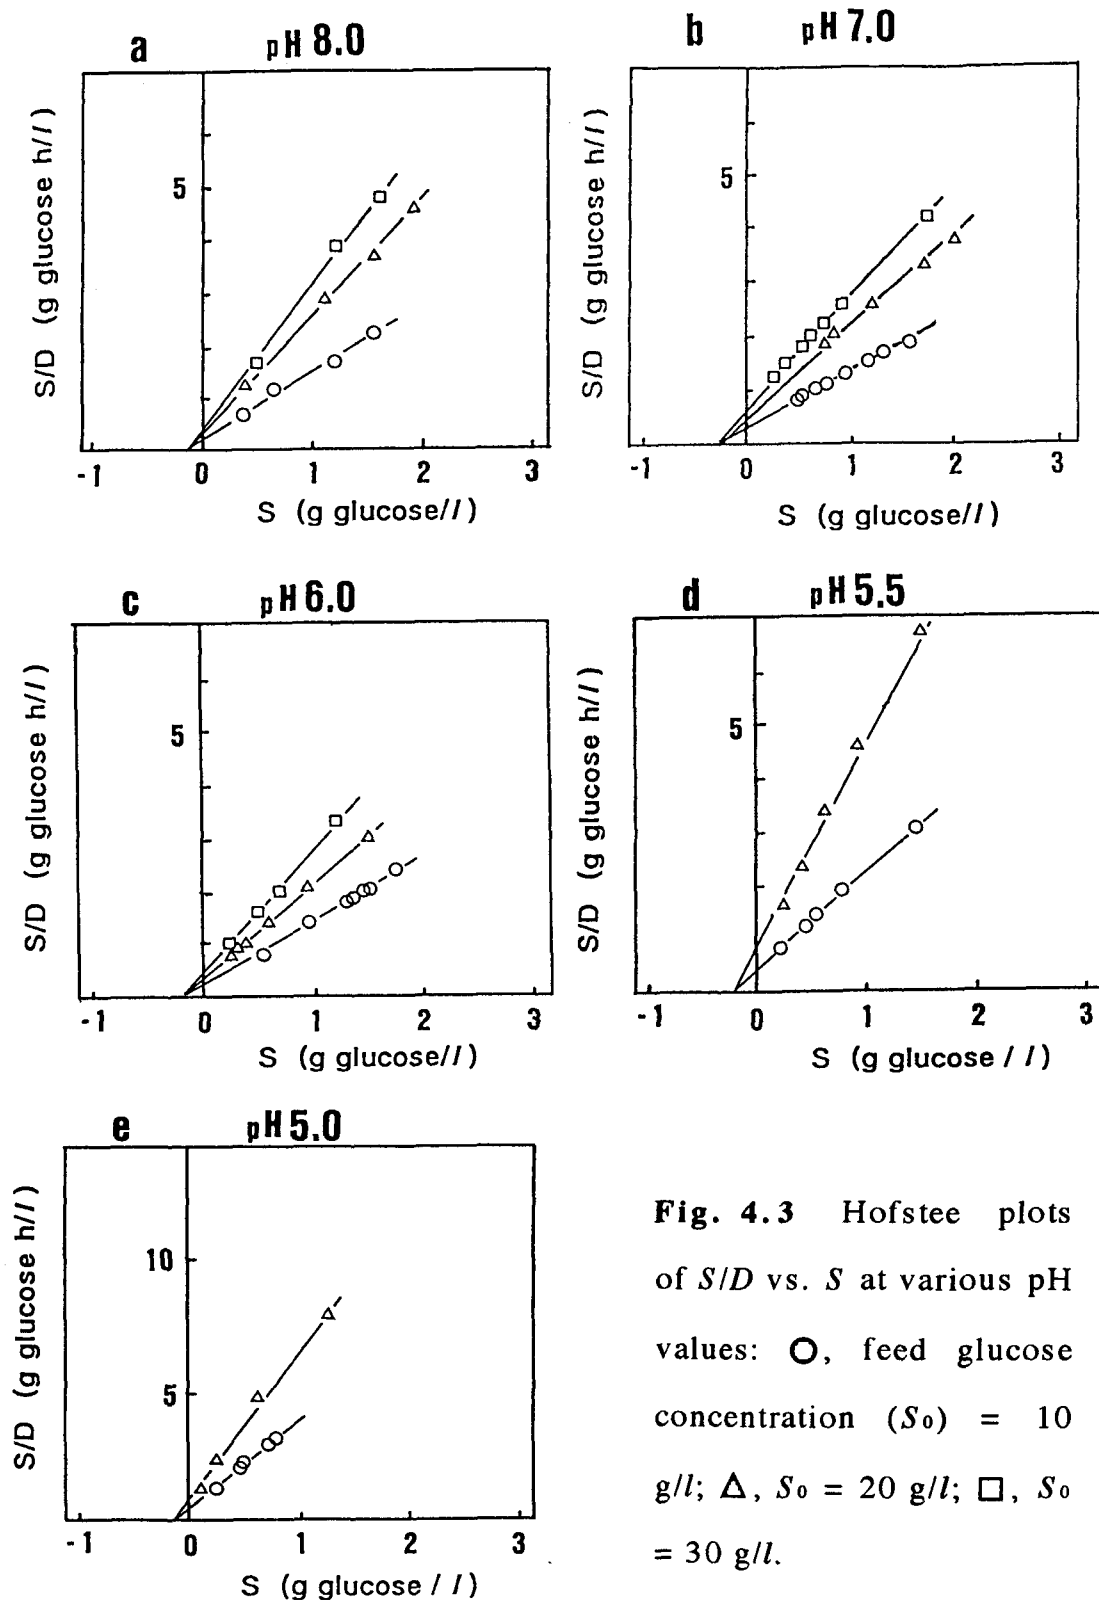 a pH 8.0
S/D (g glucose h/l)
5
-1 0 1 2 3
S (g glucose/l)
b pH 7.0
S/D (g glucose h/l)
5
-1 0 1 2 3
S (g glucose/l)
c pH 6.0
S/D (g glucose h/l)
5
-1 0 1 2 3
S (g glucose/l)
d pH 5.5
S/D (g glucose h/l)
5
-1 0 1 2 3
S (g glucose / l)
e pH 5.0
S/D (g glucose h/l)
10
5
-1 0 1 2 3
S (g glucose / l)
Fig. 4.3 Hofstee plots
of S/D vs. S at various pH
values: ○, feed glucose
concentration (S₀) = 10
g/l; △, S₀ = 20 g/l; □, S₀
= 30 g/l.